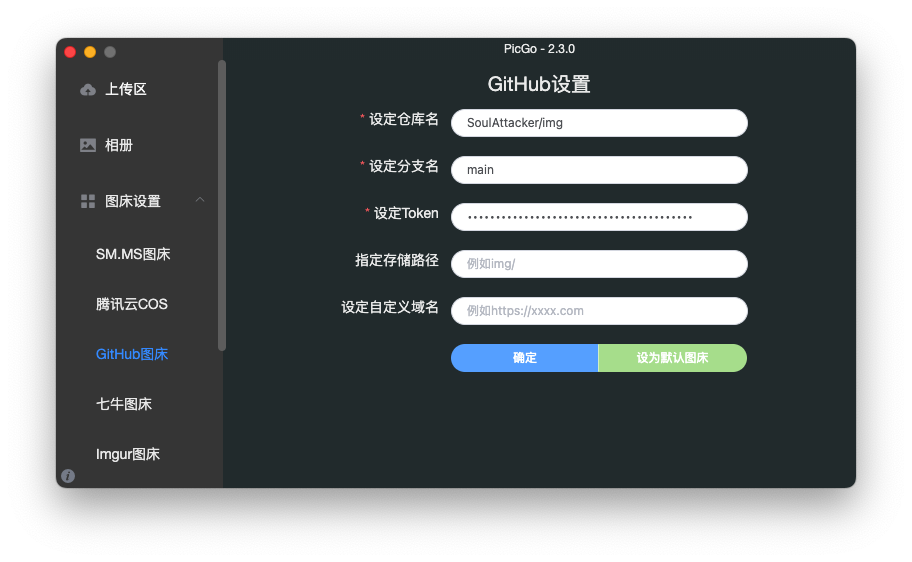 PicGo - 2.3.0
上传区
相册
图床设置
SM.MS图床
腾讯云COS
GitHub图床
七牛图床
Imgur图床
GitHub设置
* 设定仓库名
SoulAttacker/img
* 设定分支名
main
* 设定Token
指定存储路径
例如img/
设定自定义域名
例如https://xxxx.com
确定
设为默认图床